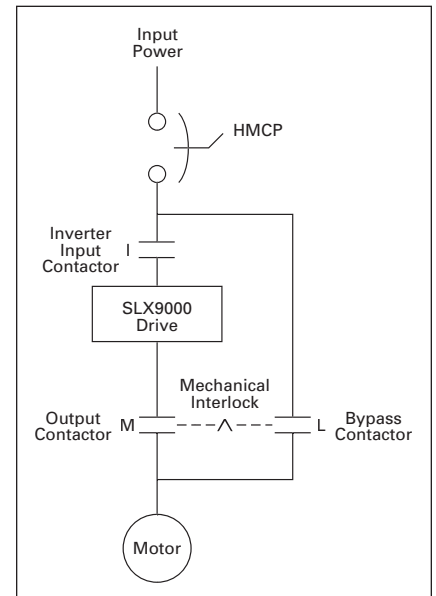 Input
Power
HMCP
Inverter
Input
Contactor
I
SLX9000
Drive
Mechanical
Interlock
Output
Contactor
M
L
Bypass
Contactor
Motor